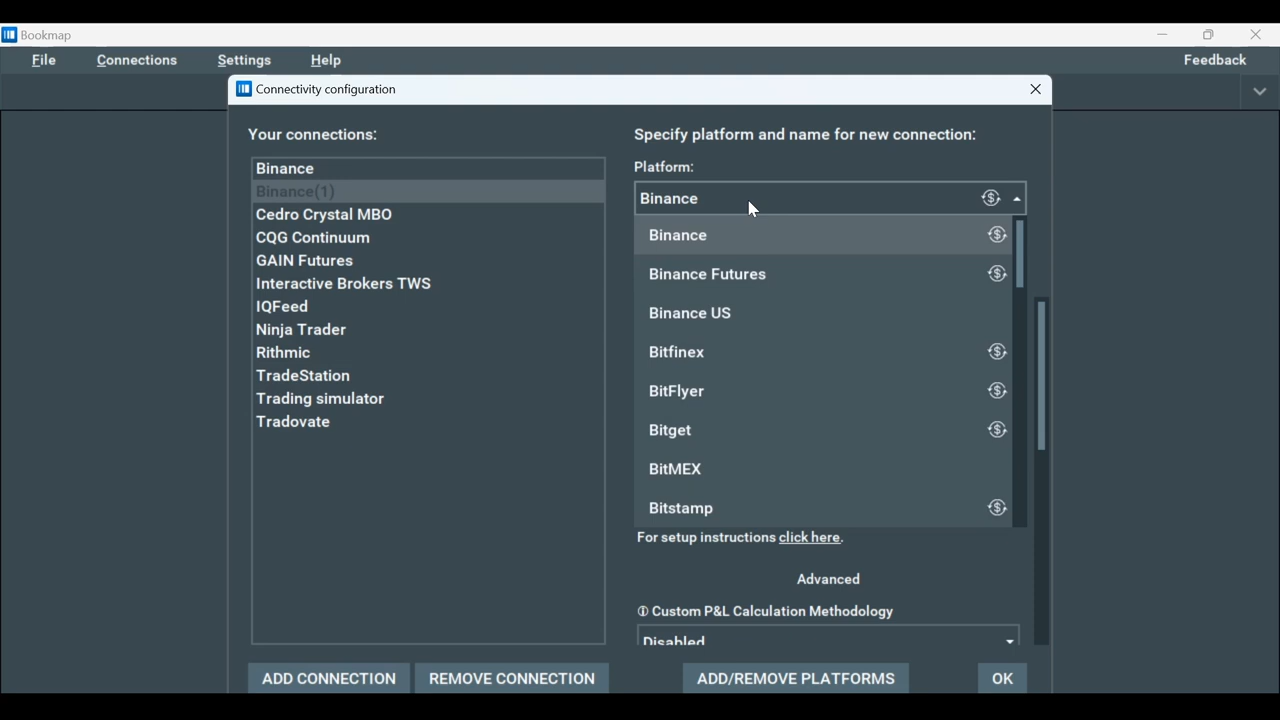 Bookmap
File Connections Settings Help Feedback
Connectivity configuration
Your connections:
Binance
Binance(1)
Cedro Crystal MBO
CQG Continuum
GAIN Futures
Interactive Brokers TWS
IQFeed
Ninja Trader
Rithmic
TradeStation
Trading simulator
Tradovate
Specify platform and name for new connection:
Platform:
Binance
Binance
Binance Futures
Binance US
Bitfinex
BitFlyer
Bitget
BitMEX
Bitstamp
For setup instructions click here.
Advanced
Custom P&L Calculation Methodology
Disabled
ADD CONNECTION REMOVE CONNECTION ADD/REMOVE PLATFORMS OK